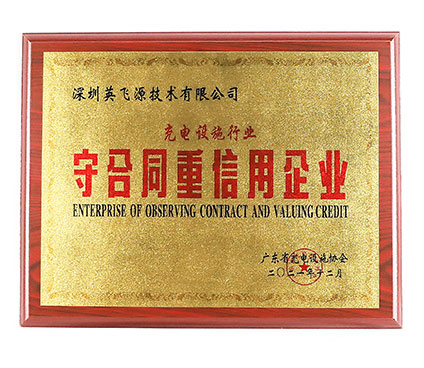 深圳英飞源技术有限公司
充电设施行业
守合同重信用企业
ENTERPRISE OF OBSERVING CONTRACT AND VALUING CREDIT
广东省充电设施协会
二〇二一年十二月